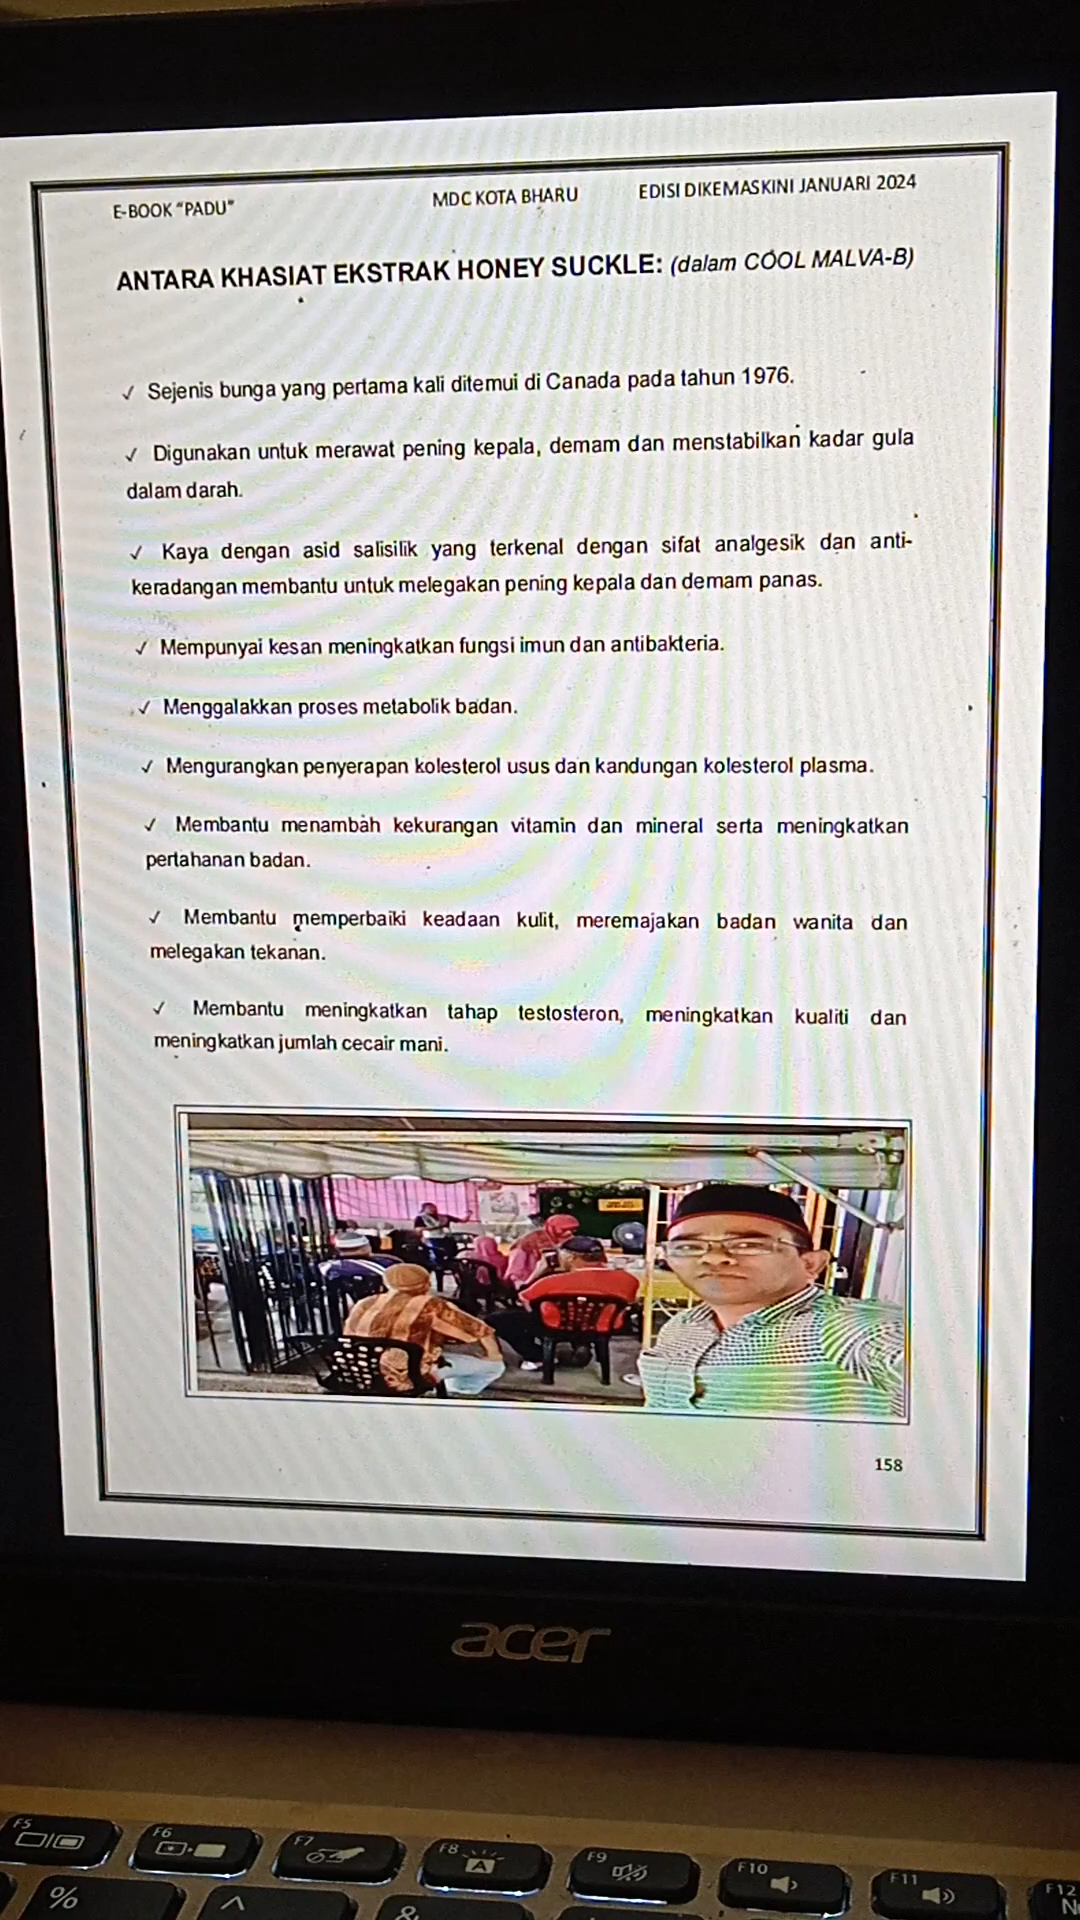 E-BOOK “PADU”
MDC KOTA BHARU
EDISI DIKEMASKINI JANUARI 2024
ANTARA KHASIAT EKSTRAK HONEY SUCKLE: (dalam COOL MALVA-B)
✓ Sejenis bunga yang pertama kali ditemui di Canada pada tahun 1976.
✓ Digunakan untuk merawat pening kepala, demam dan menstabilkan kadar gula
dalam darah.
✓ Kaya dengan asid salisilik yang terkenal dengan sifat analgesik dan anti-
keradangan membantu untuk melegakan pening kepala dan demam panas.
✓ Mempunyai kesan meningkatkan fungsi imun dan antibakteria.
✓ Menggalakkan proses metabolik badan.
✓ Mengurangkan penyerapan kolesterol usus dan kandungan kolesterol plasma.
✓ Membantu menambah kekurangan vitamin dan mineral serta meningkatkan
pertahanan badan.
✓ Membantu memperbaiki keadaan kulit, meremajakan badan wanita dan
melegakan tekanan.
✓ Membantu meningkatkan tahap testosteron, meningkatkan kualiti dan
meningkatkan jumlah cecair mani.
158
acer
F5
F6
F7
F8
A
F9
F10
F11
F12
%
^
&
N